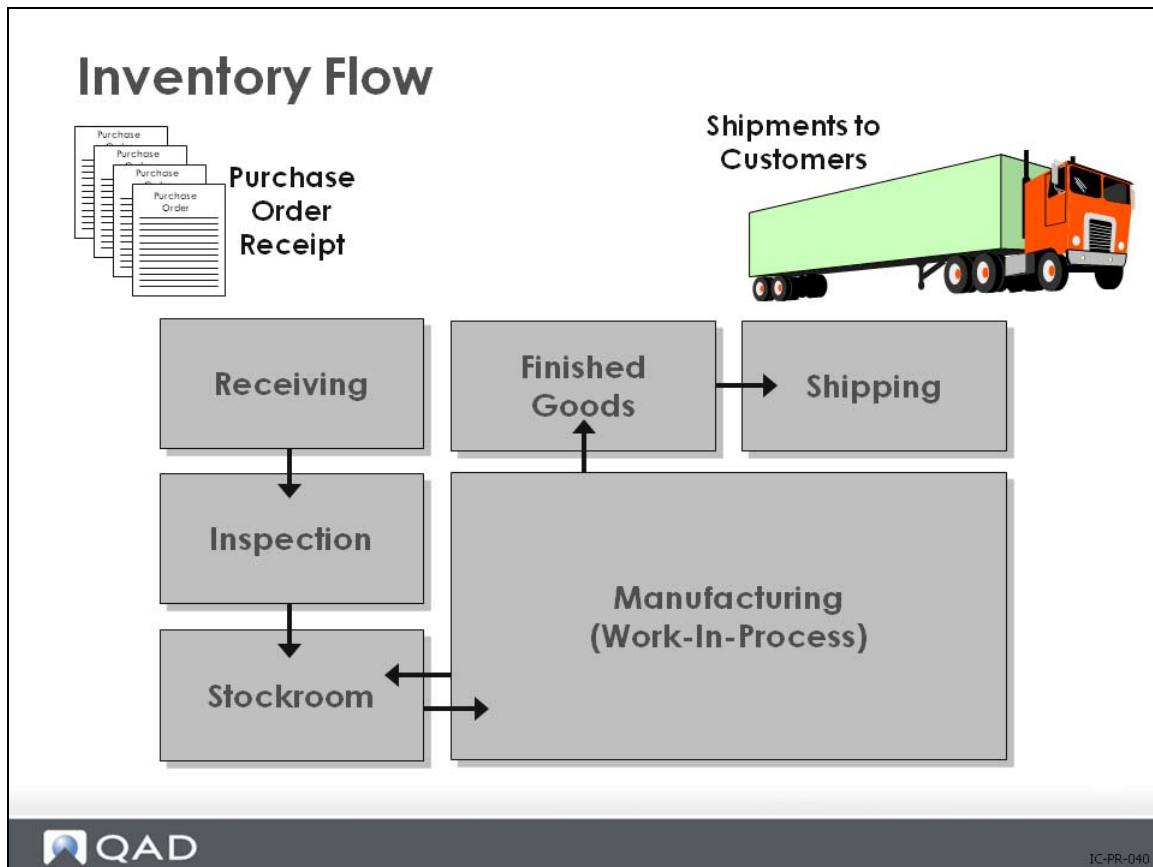 Inventory Flow
Purchase
Purchase
Purchase
Purchase
Order
Purchase
Order
Receipt
Shipments to
Customers
Receiving
Finished
Goods
Shipping
Inspection
Manufacturing
(Work-In-Process)
Stockroom
QAD
IC-PR-040